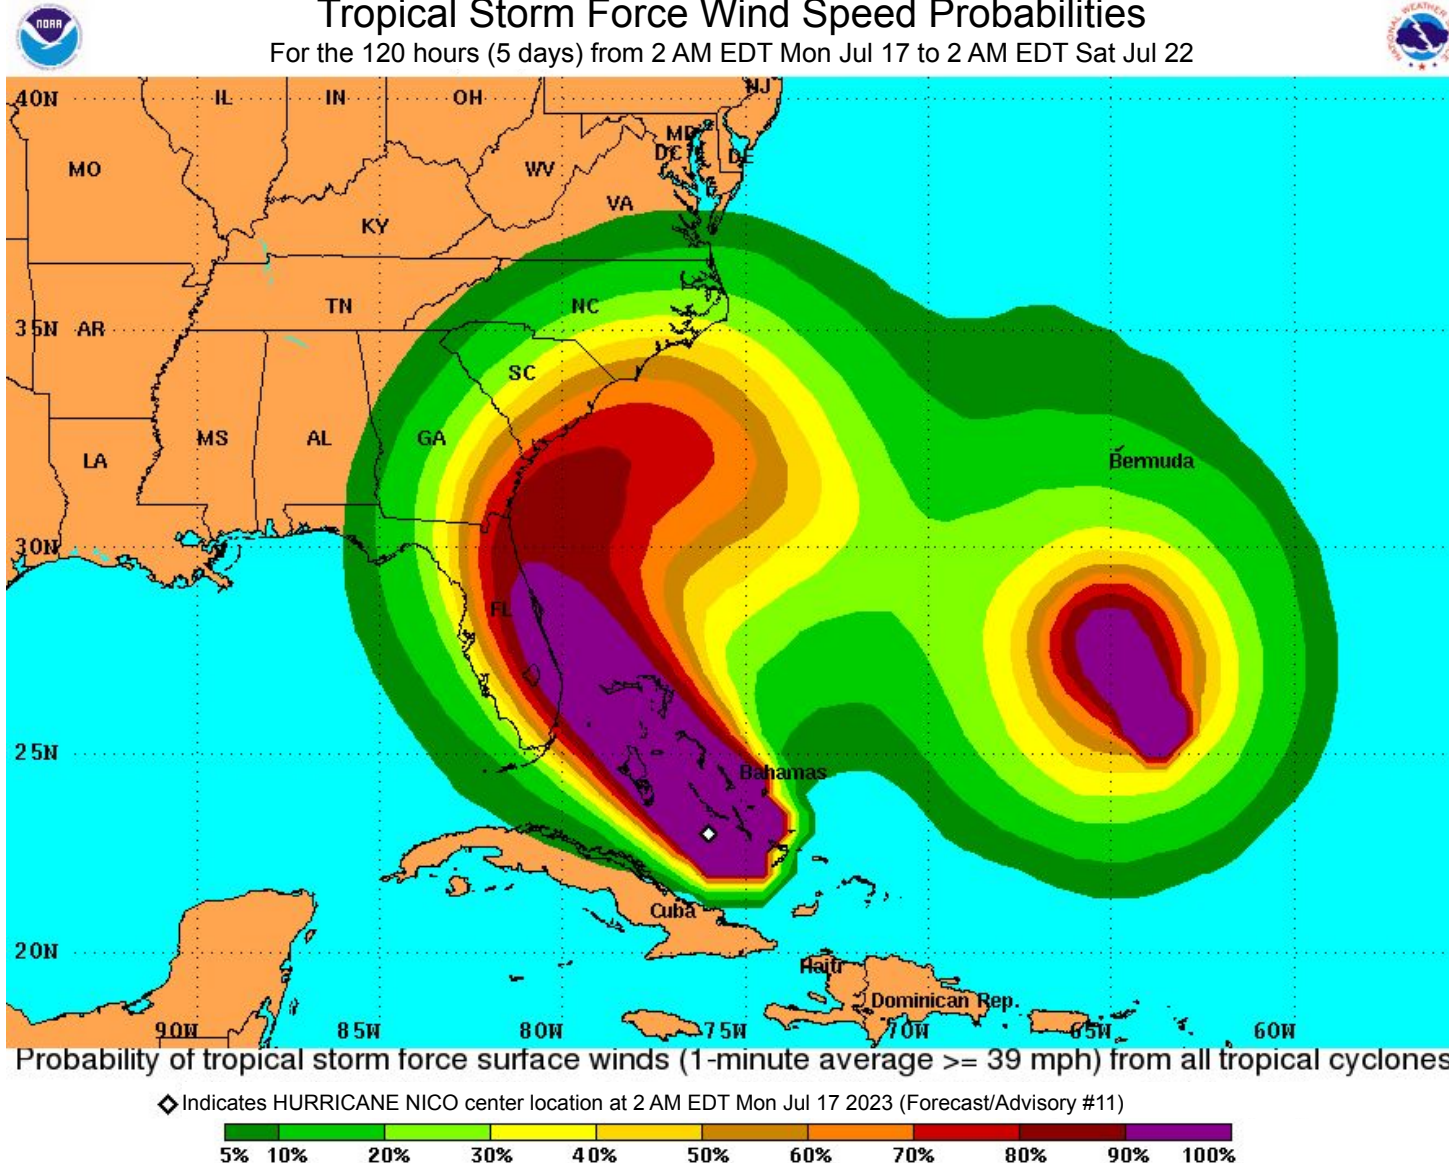 Tropical Storm Force Wind Speed Probabilities
For the 120 hours (5 days) from 2 AM EDT Mon Jul 17 to 2 AM EDT Sat Jul 22
NOAA
NATIONAL WEATHER
40N
IL
IN
OH
NJ
MD
DC
DE
MO
WV
VA
KY
TN
NC
35N
AR
SC
MS
AL
GA
LA
Bermuda
30N
FL
25N
Bahamas
Cuba
20N
Haiti
Dominican Rep.
90W
85W
80W
75W
70W
65W
60W
Probability of tropical storm force surface winds (1-minute average >= 39 mph) from all tropical cyclones
Indicates HURRICANE NICO center location at 2 AM EDT Mon Jul 17 2023 (Forecast/Advisory #11)
5% 10% 20% 30% 40% 50% 60% 70% 80% 90% 100%